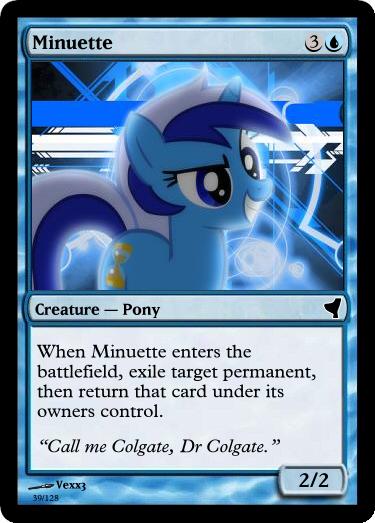 Minuette 3
Creature — Pony
When Minuette enters the
battlefield, exile target permanent,
then return that card under its
owners control.
“Call me Colgate, Dr Colgate.”
2/2
Vexx3
39/128